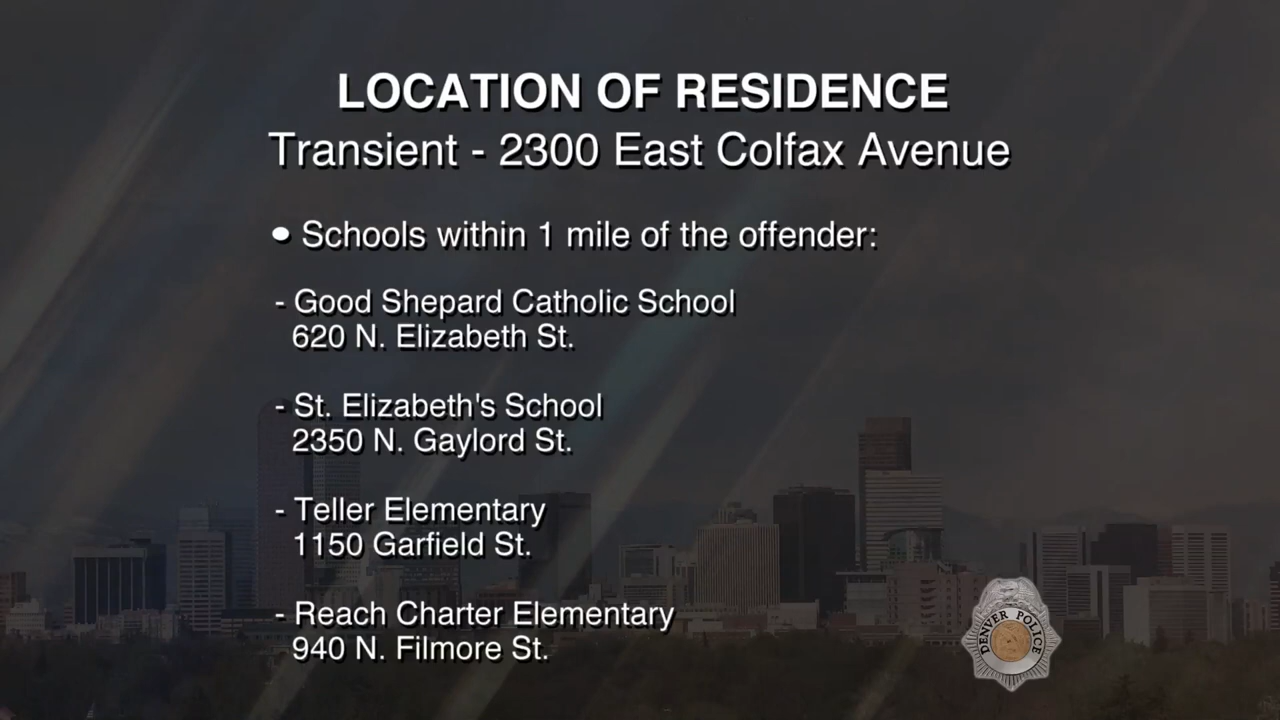 LOCATION OF RESIDENCE
Transient - 2300 East Colfax Avenue
• Schools within 1 mile of the offender:
- Good Shepard Catholic School
620 N. Elizabeth St.
- St. Elizabeth's School
2350 N. Gaylord St.
- Teller Elementary
1150 Garfield St.
- Reach Charter Elementary
940 N. Filmore St.
DENVER POLICE